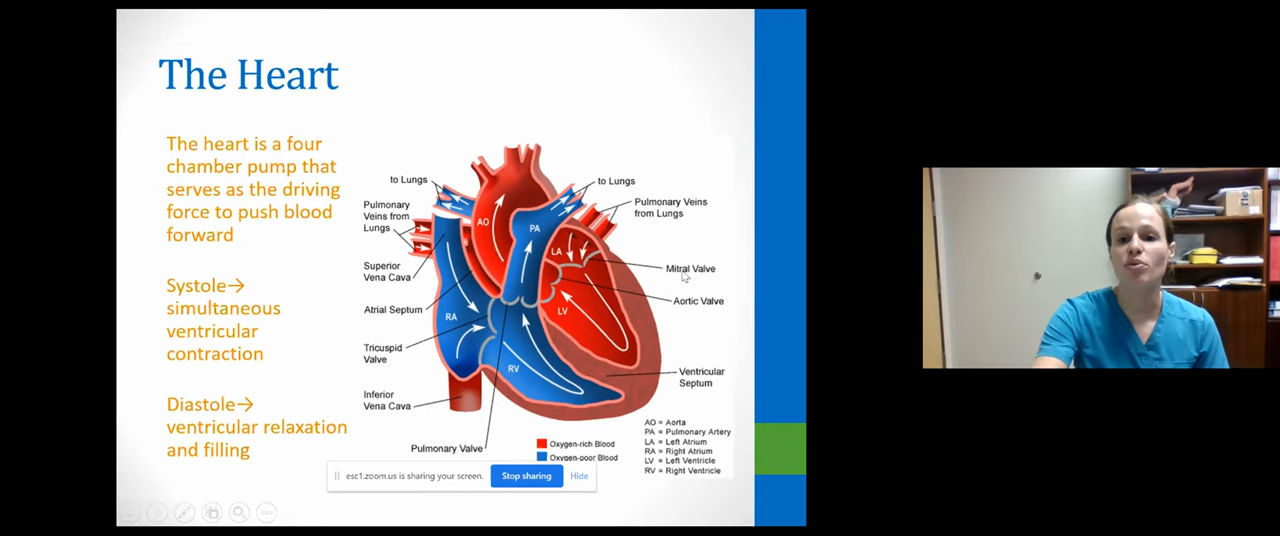 The Heart
The heart is a four
chamber pump that
serves as the driving
force to push blood
forward
Systole→
simultaneous
ventricular
contraction
Diastole→
ventricular relaxation
and filling
to Lungs
to Lungs
Pulmonary
Veins from
Lungs
Pulmonary Veins
from Lungs
AO
PA
LA
Superior
Vena Cava
Mitral Valve
Aortic Valve
Atrial Septum
RA
LV
Tricuspid
Valve
RV
Ventricular
Septum
Inferior
Vena Cava
Pulmonary Valve
Oxygen-rich Blood
Oxygen-poor Blood
AO = Aorta
PA = Pulmonary Artery
LA = Left Atrium
RA = Right Atrium
LV = Left Ventricle
RV = Right Ventricle
esc1.zoom.us is sharing your screen.
Stop sharing
Hide